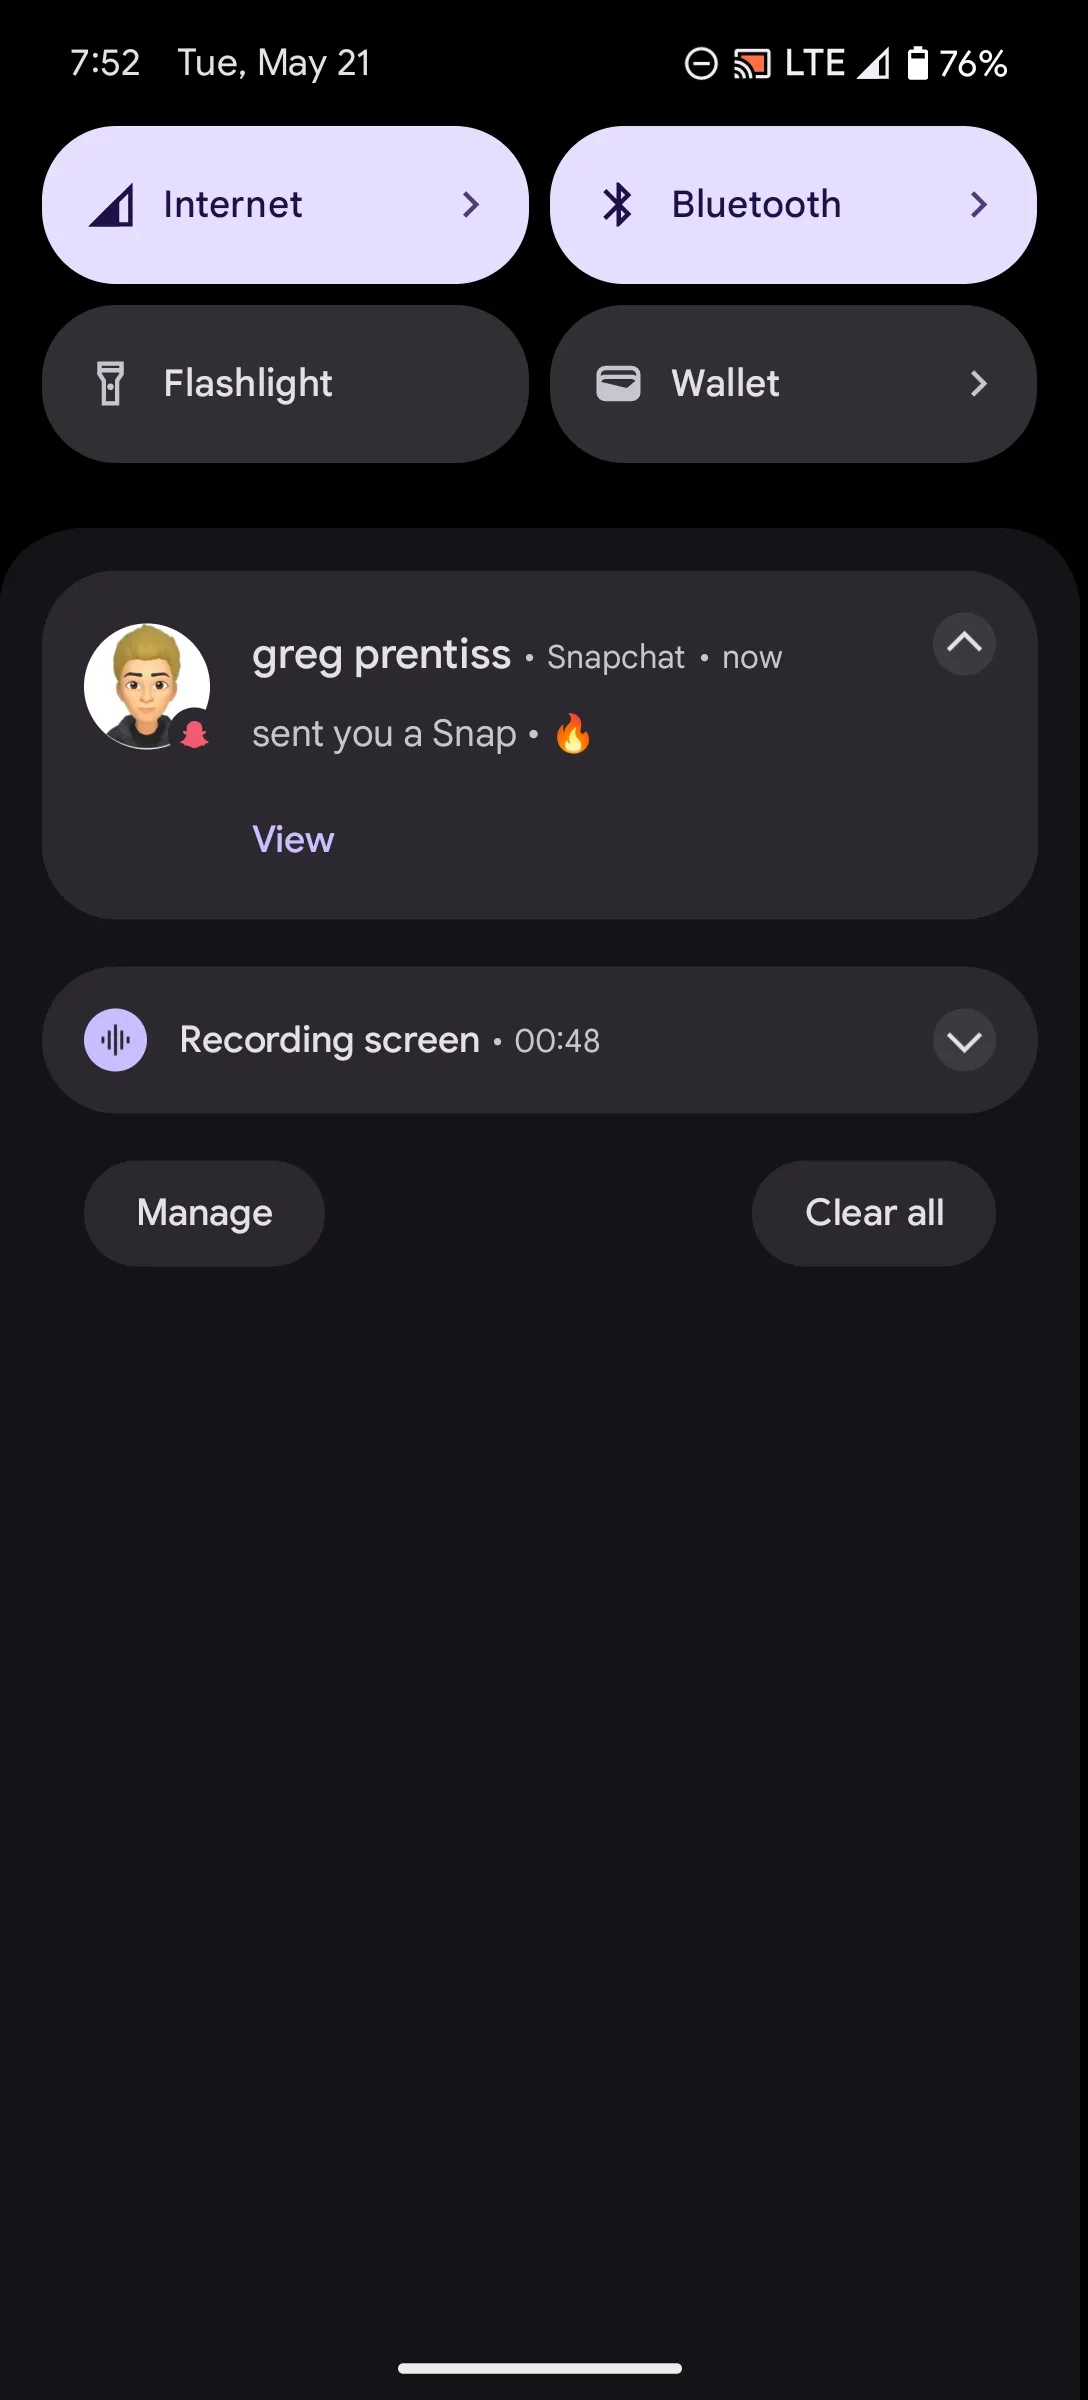 7:52 Tue, May 21 LTE 76%
Internet Bluetooth
Flashlight Wallet
greg prentiss • Snapchat • now
sent you a Snap • 🔥
View
Recording screen • 00:48
Manage Clear all